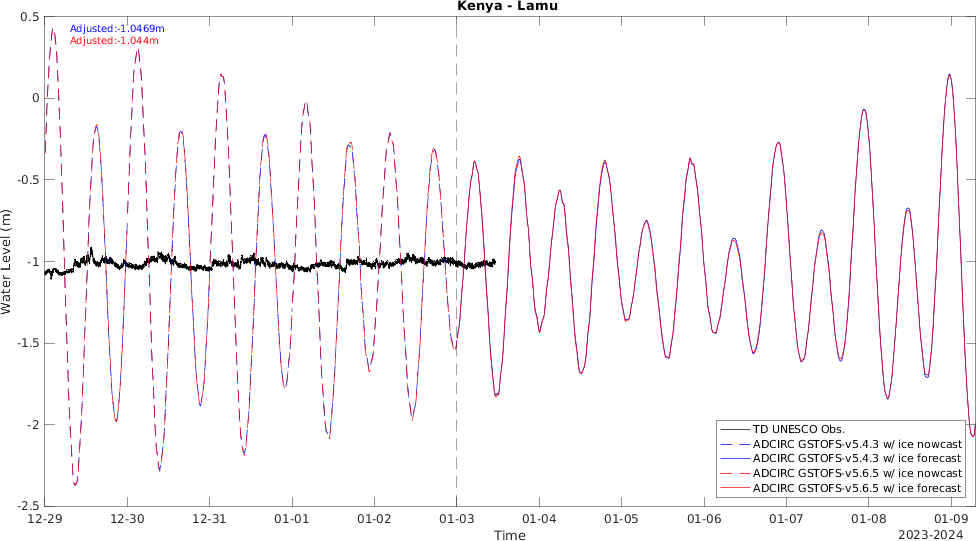 Kenya - Lamu
Adjusted:-1.0469m
Adjusted:-1.044m
0.5
0
-0.5
-1
-1.5
-2
-2.5
Water Level (m)
TD UNESCO Obs.
ADCIRC GSTOFS-v5.4.3 w/ ice nowcast
ADCIRC GSTOFS-v5.4.3 w/ ice forecast
ADCIRC GSTOFS-v5.6.5 w/ ice nowcast
ADCIRC GSTOFS-v5.6.5 w/ ice forecast
12-29 12-30 12-31 01-01 01-02 01-03 01-04 01-05 01-06 01-07 01-08 01-09
2023-2024
Time